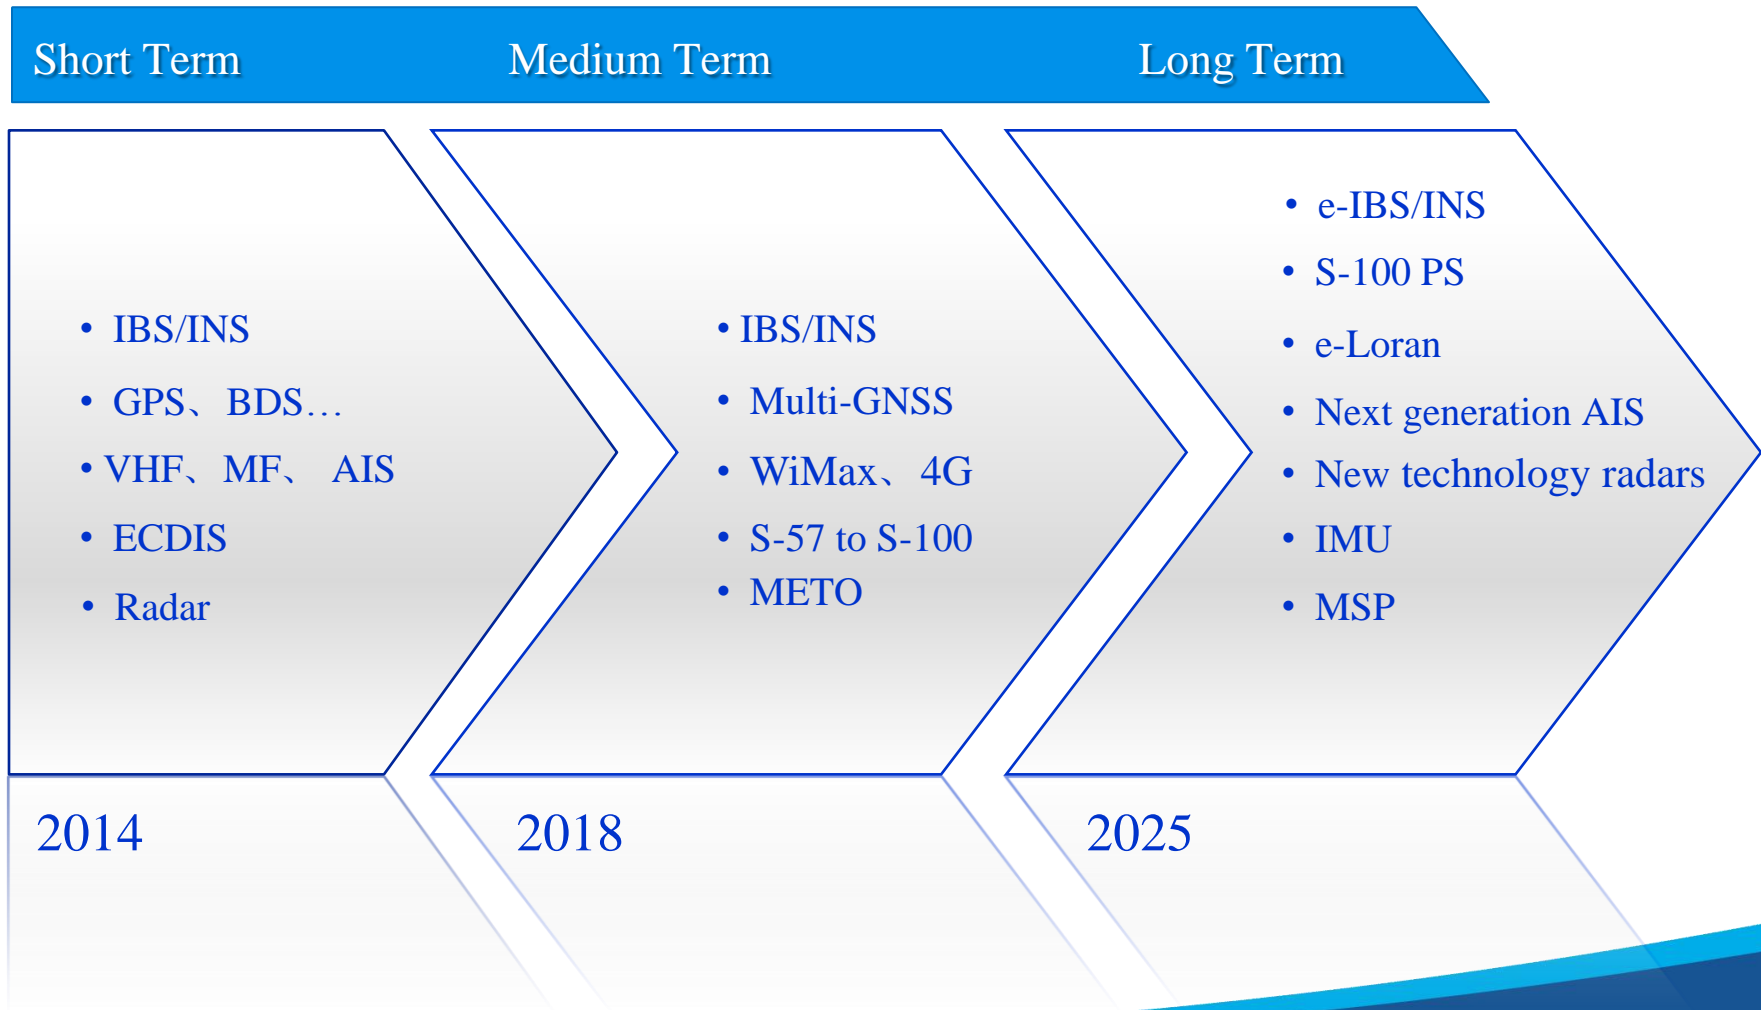 Short Term
Medium Term
Long Term
• IBS/INS
• GPS、BDS…
• VHF、MF、 AIS
• ECDIS
• Radar
• IBS/INS
• Multi-GNSS
• WiMax、4G
• S-57 to S-100
• METO
• e-IBS/INS
• S-100 PS
• e-Loran
• Next generation AIS
• New technology radars
• IMU
• MSP
2014
2018
2025